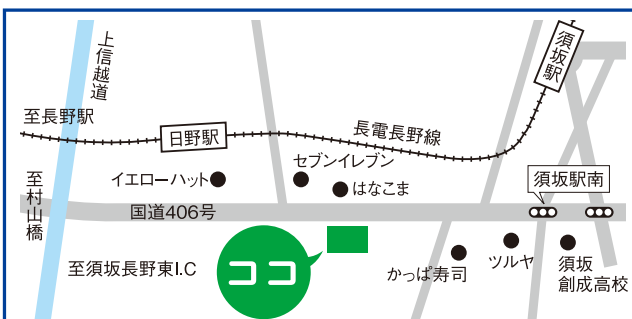 上信越道
須坂駅
至長野駅
日野駅
長電長野線
セブンイレブン
イエローハット
はなこま
須坂駅南
至村山橋
国道406号
ココ
至須坂長野東I.C
かっぱ寿司
ツルヤ
須坂
創成高校